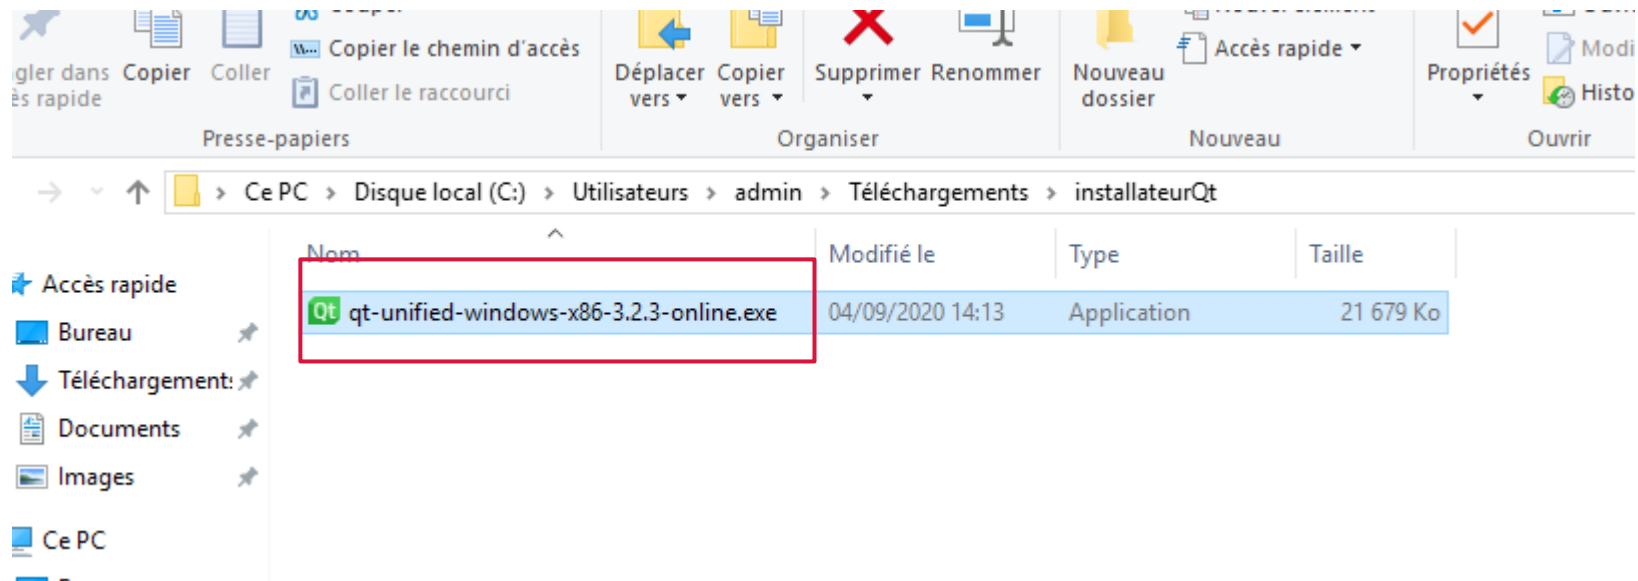 Copier le chemin d'accès
Accès rapide
Copier Coller
Déplacer vers
Copier vers
Supprimer Renommer
Nouveau dossier
Propriétés
ès rapide
Coller le raccourci
Presse-papiers
Organiser
Nouveau
Ouvrir
Ce PC > Disque local (C:) > Utilisateurs > admin > Téléchargements > installateurQt
Nom Modifié le Type Taille
Accès rapide
Qt qt-unified-windows-x86-3.2.3-online.exe 04/09/2020 14:13 Application 21 679 Ko
Bureau
Téléchargement
Documents
Images
Ce PC